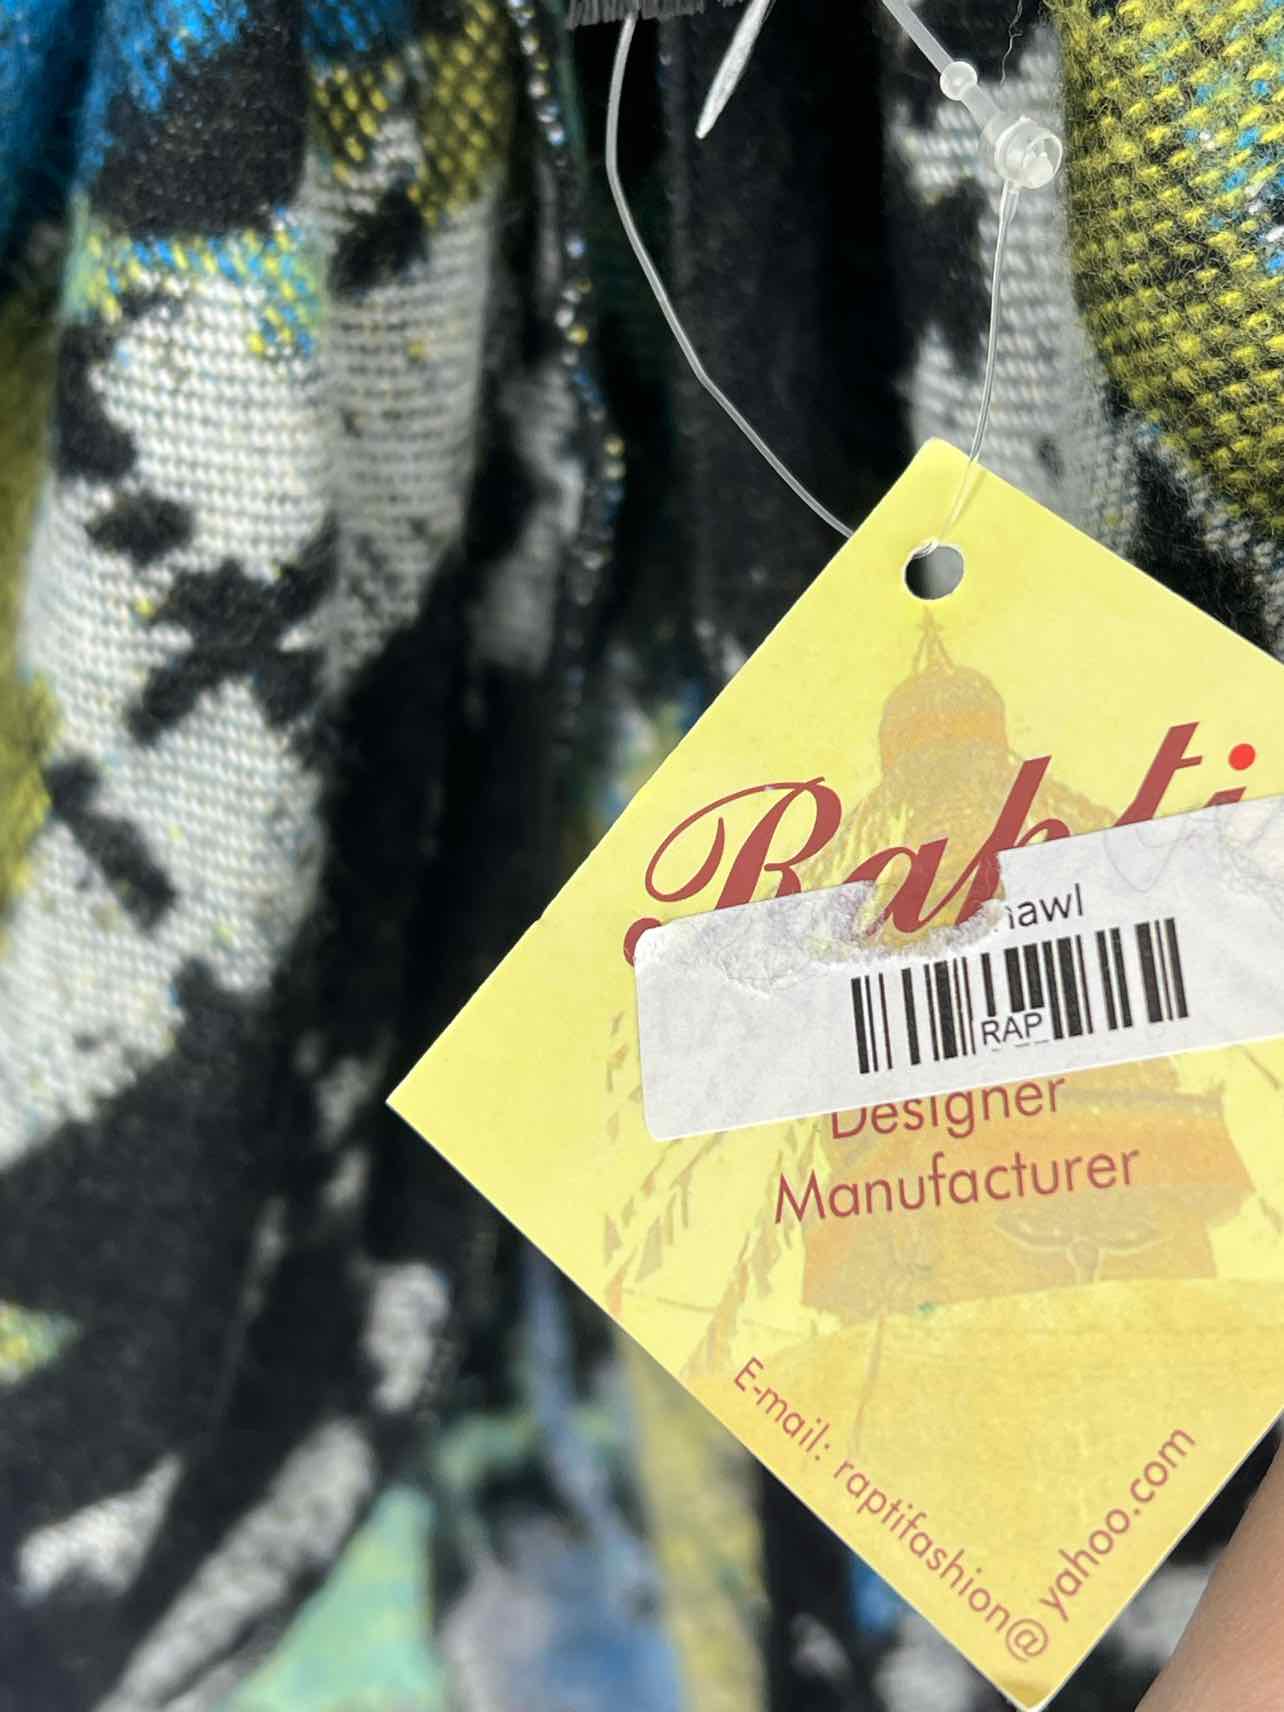 Rapti
hawl
RAP
Designer
Manufacturer
E-mail: raptifashion@
yahoo.com